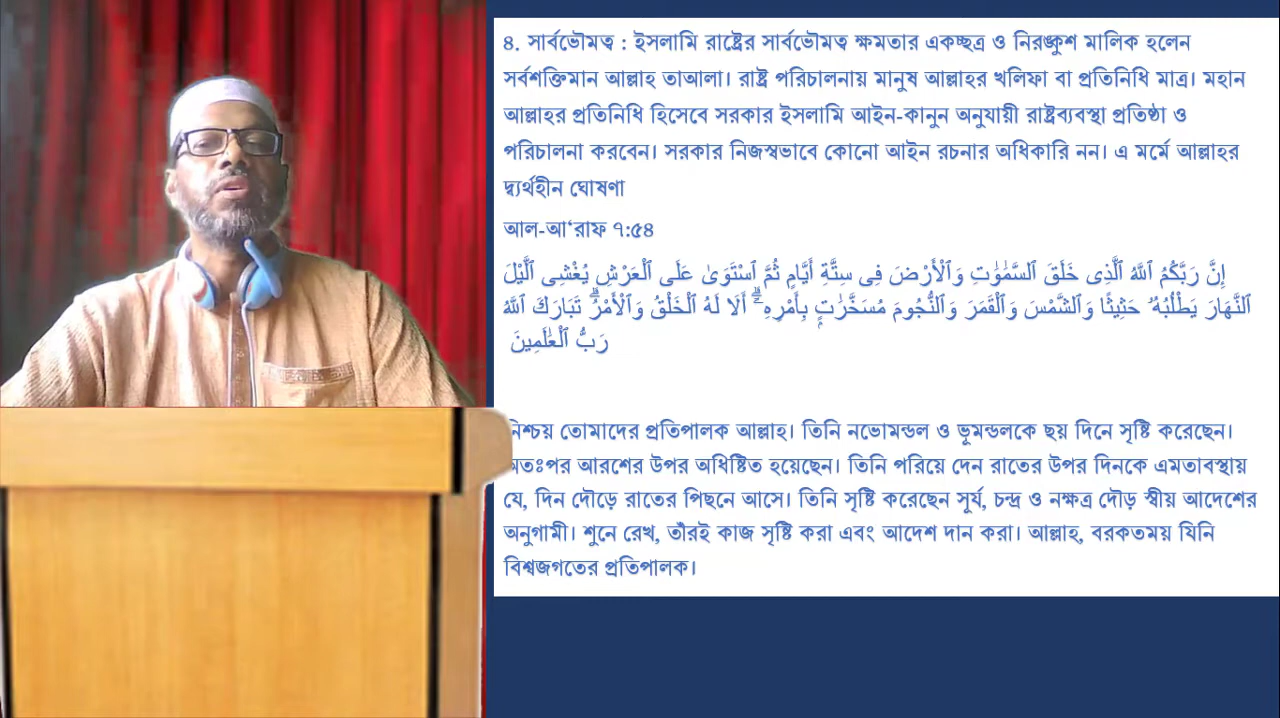 ৪. সার্বভৌমত্ব : ইসলামি রাষ্ট্রের সার্বভৌমত্ব ক্ষমতার একচ্ছত্র ও নিরঙ্কুশ মালিক হলেন
সর্বশক্তিমান আল্লাহ তাআলা। রাষ্ট্র পরিচালনায় মানুষ আল্লাহর খলিফা বা প্রতিনিধি মাত্র। মহান
আল্লাহর প্রতিনিধি হিসেবে সরকার ইসলামি আইন-কানুন অনুযায়ী রাষ্ট্রব্যবস্থা প্রতিষ্ঠা ও
পরিচালনা করবেন। সরকার নিজস্বভাবে কোনো আইন রচনার অধিকারি নন। এ মর্মে আল্লাহর
দ্ব্যর্থহীন ঘোষণা
আল-আ‘রাফ ৭:৫৪
إِنَّ رَبَّكُمُ ٱللَّهُ ٱلَّذِى خَلَقَ ٱلسَّمَٰوَٰتِ وَٱلْأَرْضَ فِى سِتَّةِ أَيَّامٍ ثُمَّ ٱسْتَوَىٰ عَلَى ٱلْعَرْشِ يُغْشِى ٱلَّيْلَ
ٱلنَّهَارَ يَطْلُبُهُۥ حَثِيثًا وَٱلشَّمْسَ وَٱلْقَمَرَ وَٱلنُّجُومَ مُسَخَّرَٰتٍۭ بِأَمْرِهِۦٓۗ أَلَا لَهُ ٱلْخَلْقُ وَٱلْأَمْرُۗ تَبَارَكَ ٱللَّهُ
رَبُّ ٱلْعَٰلَمِينَ
নিশ্চয় তোমাদের প্রতিপালক আল্লাহ। তিনি নভোমন্ডল ও ভূমন্ডলকে ছয় দিনে সৃষ্টি করেছেন।
অতঃপর আরশের উপর অধিষ্টিত হয়েছেন। তিনি পরিয়ে দেন রাতের উপর দিনকে এমতাবস্থায়
যে, দিন দৌড়ে রাতের পিছনে আসে। তিনি সৃষ্টি করেছেন সূর্য, চন্দ্র ও নক্ষত্র দৌড় স্বীয় আদেশের
অনুগামী। শুনে রেখ, তাঁরই কাজ সৃষ্টি করা এবং আদেশ দান করা। আল্লাহ, বরকতময় যিনি
বিশ্বজগতের প্রতিপালক।